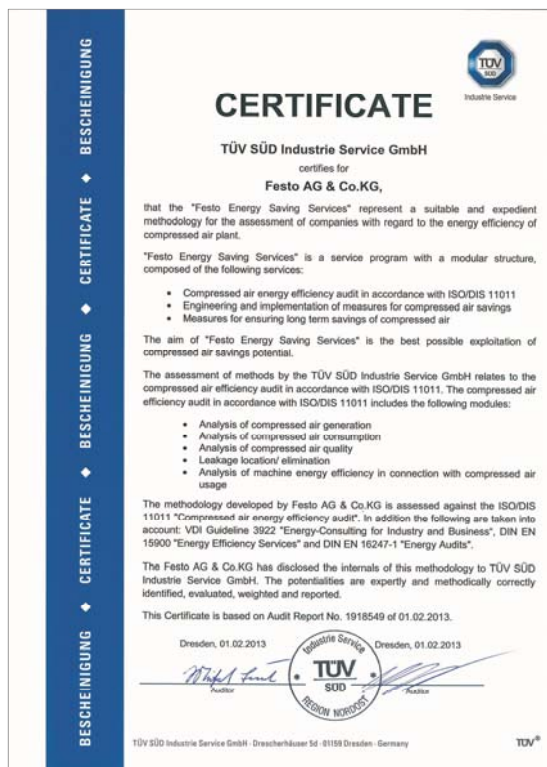 BESCHEINIGUNG ◆ CERTIFICATE ◆ BESCHEINIGUNG ◆ CERTIFICATE ◆ BESCHEINIGUNG
TÜV
SÜD
Industrie Service
CERTIFICATE
TÜV SÜD Industrie Service GmbH
certifies for
Festo AG & Co.KG,
that the "Festo Energy Saving Services" represent a suitable and expedient
methodology for the assessment of companies with regard to the energy efficiency of
compressed air plant.
"Festo Energy Saving Services" is a service program with a modular structure,
composed of the following services:
• Compressed air energy efficiency audit in accordance with ISO/DIS 11011
• Engineering and implementation of measures for compressed air savings
• Measures for ensuring long term savings of compressed air
The aim of "Festo Energy Saving Services" is the best possible exploitation of
compressed air savings potential.
The assessment of methods by the TÜV SÜD Industrie Service GmbH relates to the
compressed air efficiency audit in accordance with ISO/DIS 11011. The compressed air
efficiency audit in accordance with ISO/DIS 11011 includes the following modules:
• Analysis of compressed air generation
• Analysis of compressed air consumption
• Analysis of compressed air quality
• Leakage location/ elimination
• Analysis of machine energy efficiency in connection with compressed air
usage
The methodology developed by Festo AG & Co.KG is assessed against the ISO/DIS
11011 "Compressed air energy efficiency audit". In addition the following are taken into
account: VDI Guideline 3922 "Energy-Consulting for Industry and Business", DIN EN
15900 "Energy Efficiency Services" and DIN EN 16247-1 "Energy Audits".
The Festo AG & Co.KG has disclosed the internals of this methodology to TÜV SÜD
Industrie Service GmbH. The potentialities are expertly and methodically correctly
identified, evaluated, weighted and reported.
This Certificate is based on Audit Report No. 1918549 of 01.02.2013.
Dresden, 01.02.2013
Dresden, 01.02.2013
Industrie Service
TÜV
SÜD
REGION NORDOST
Auditor
Auditor
TÜV SÜD Industrie Service GmbH · Drescherhäuser 5d · 01159 Dresden · Germany
TÜV®